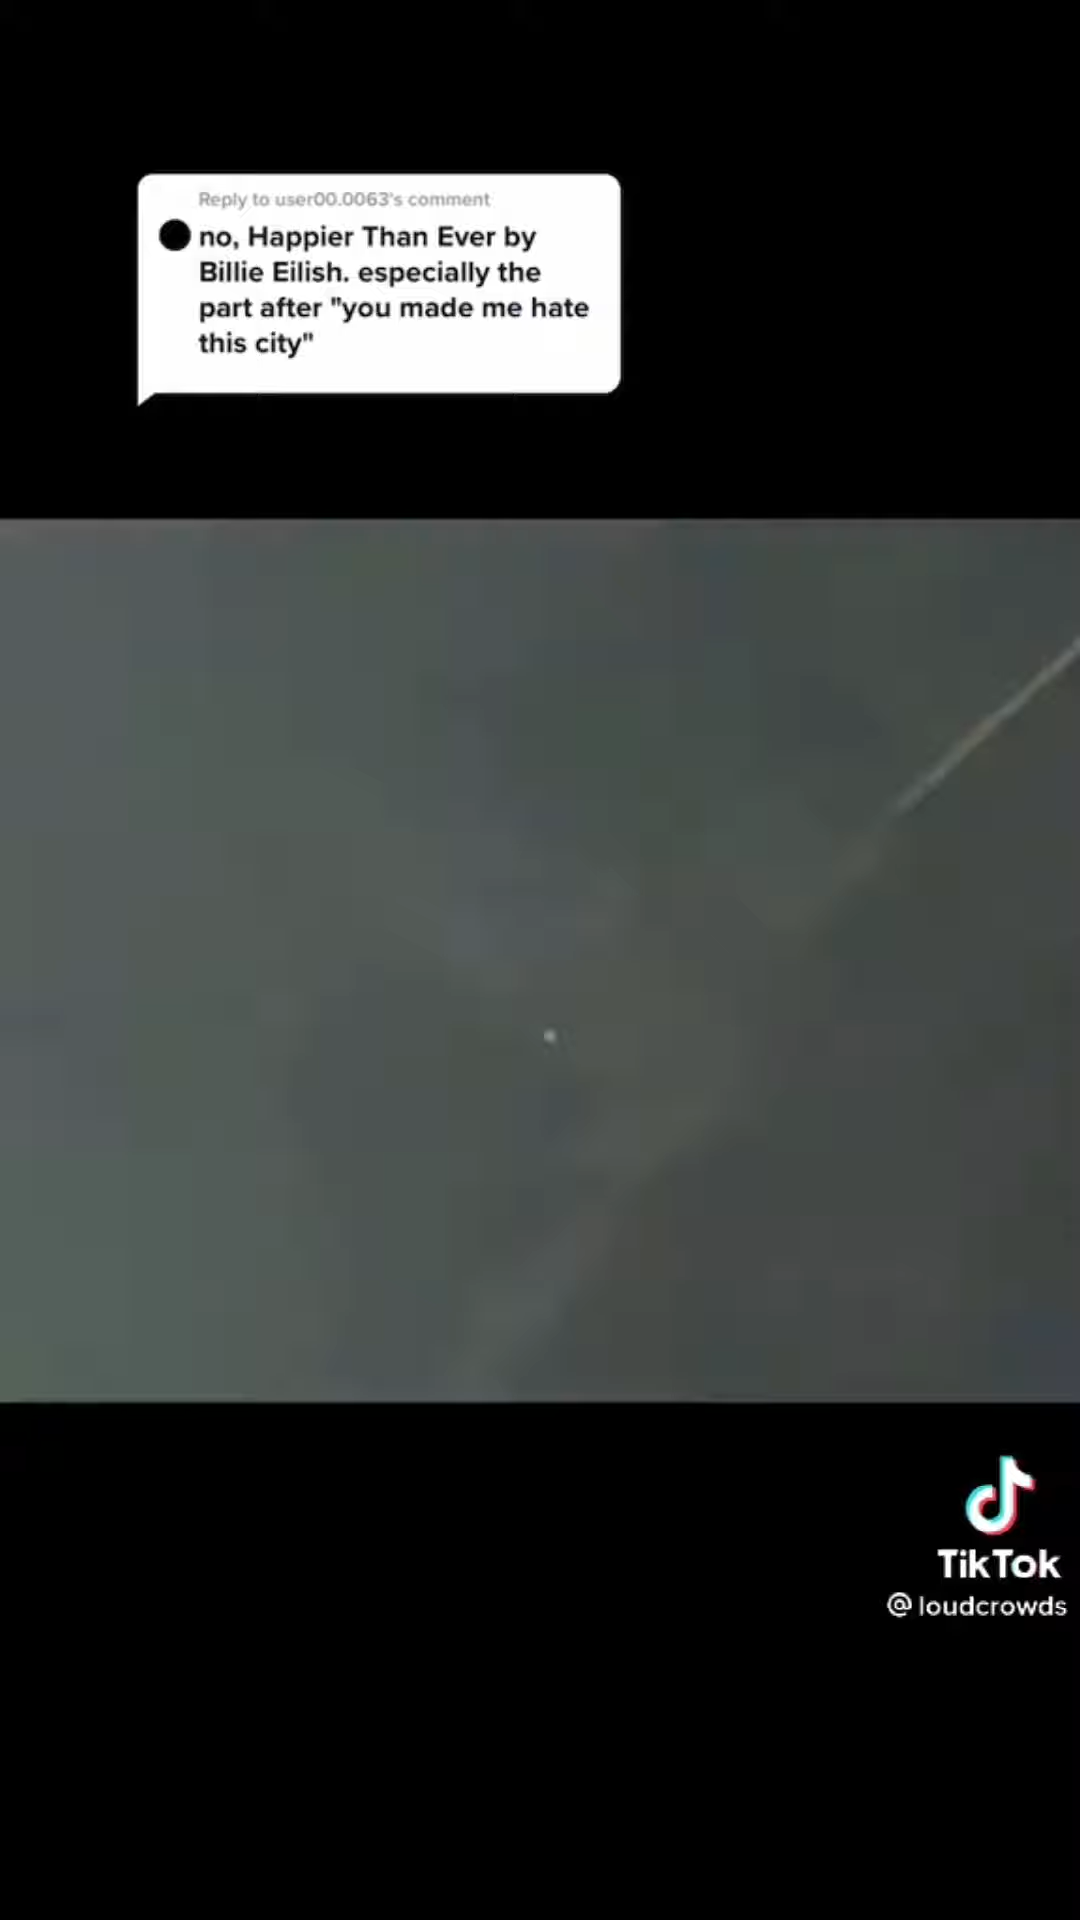 Reply to user00.0063's comment
no, Happier Than Ever by
Billie Eilish. especially the
part after "you made me hate
this city"
TikTok
@loudcrowds